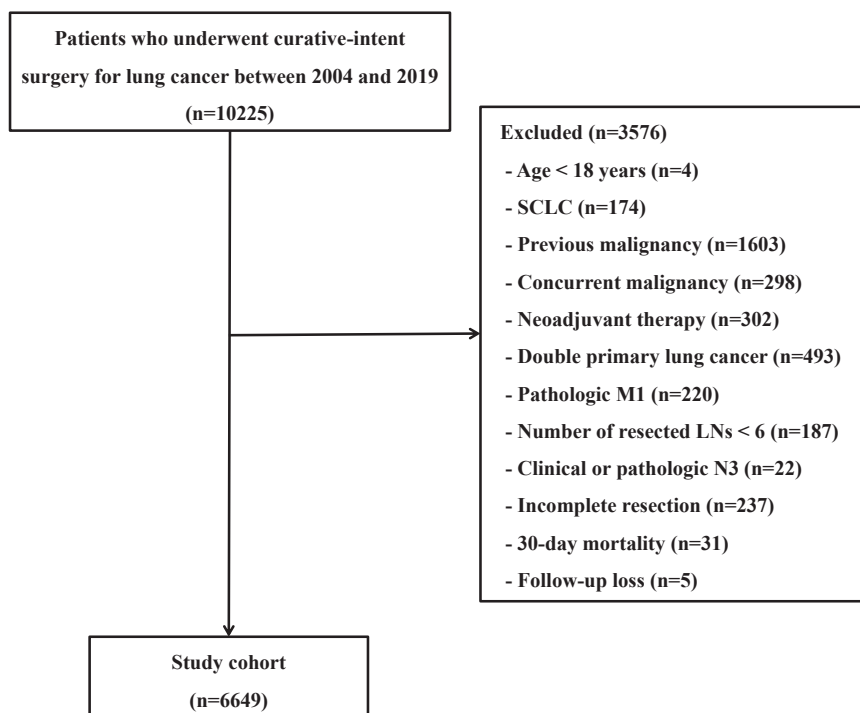 Patients who underwent curative-intent
surgery for lung cancer between 2004 and 2019
(n=10225)
Excluded (n=3576)
- Age < 18 years (n=4)
- SCLC (n=174)
- Previous malignancy (n=1603)
- Concurrent malignancy (n=298)
- Neoadjuvant therapy (n=302)
- Double primary lung cancer (n=493)
- Pathologic M1 (n=220)
- Number of resected LNs < 6 (n=187)
- Clinical or pathologic N3 (n=22)
- Incomplete resection (n=237)
- 30-day mortality (n=31)
- Follow-up loss (n=5)
Study cohort
(n=6649)